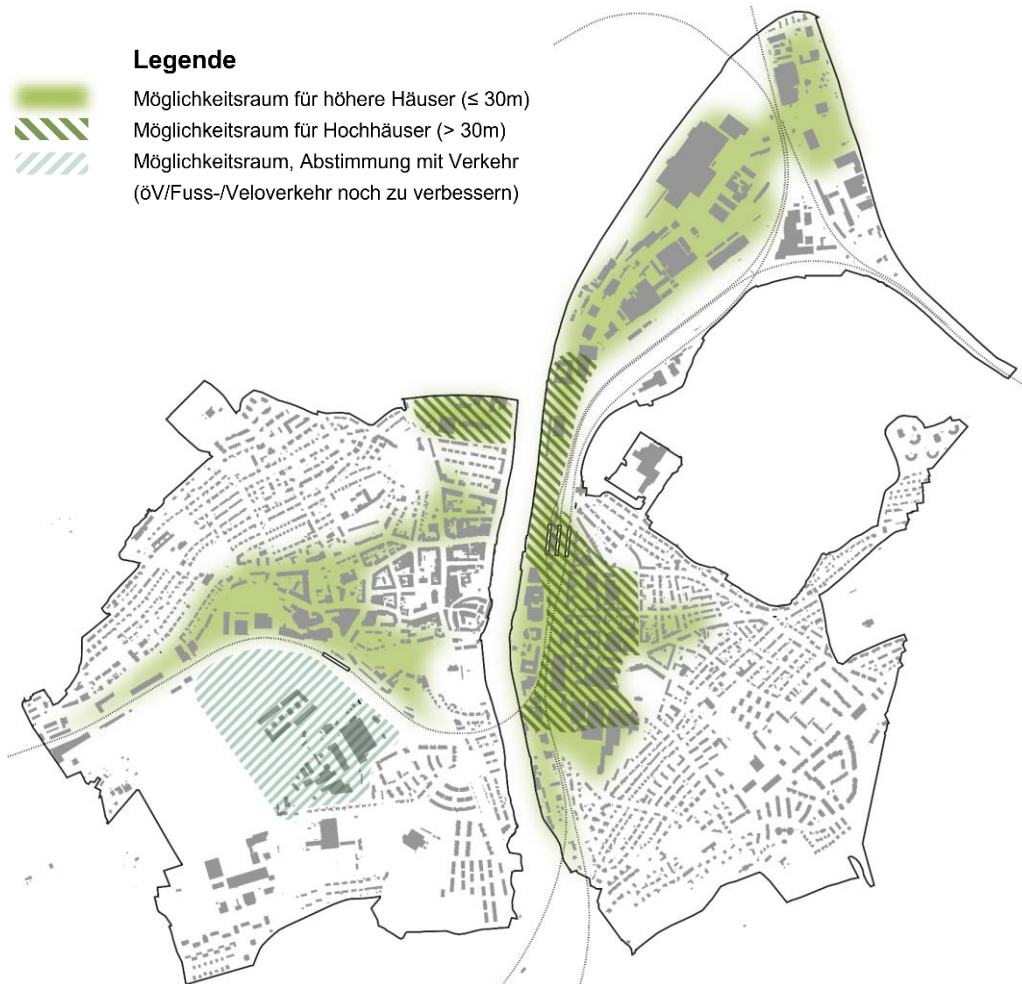 Legende
Möglichkeitsraum für höhere Häuser (≤ 30m)
Möglichkeitsraum für Hochhäuser (> 30m)
Möglichkeitsraum, Abstimmung mit Verkehr
(öV/Fuss-/Veloverkehr noch zu verbessern)